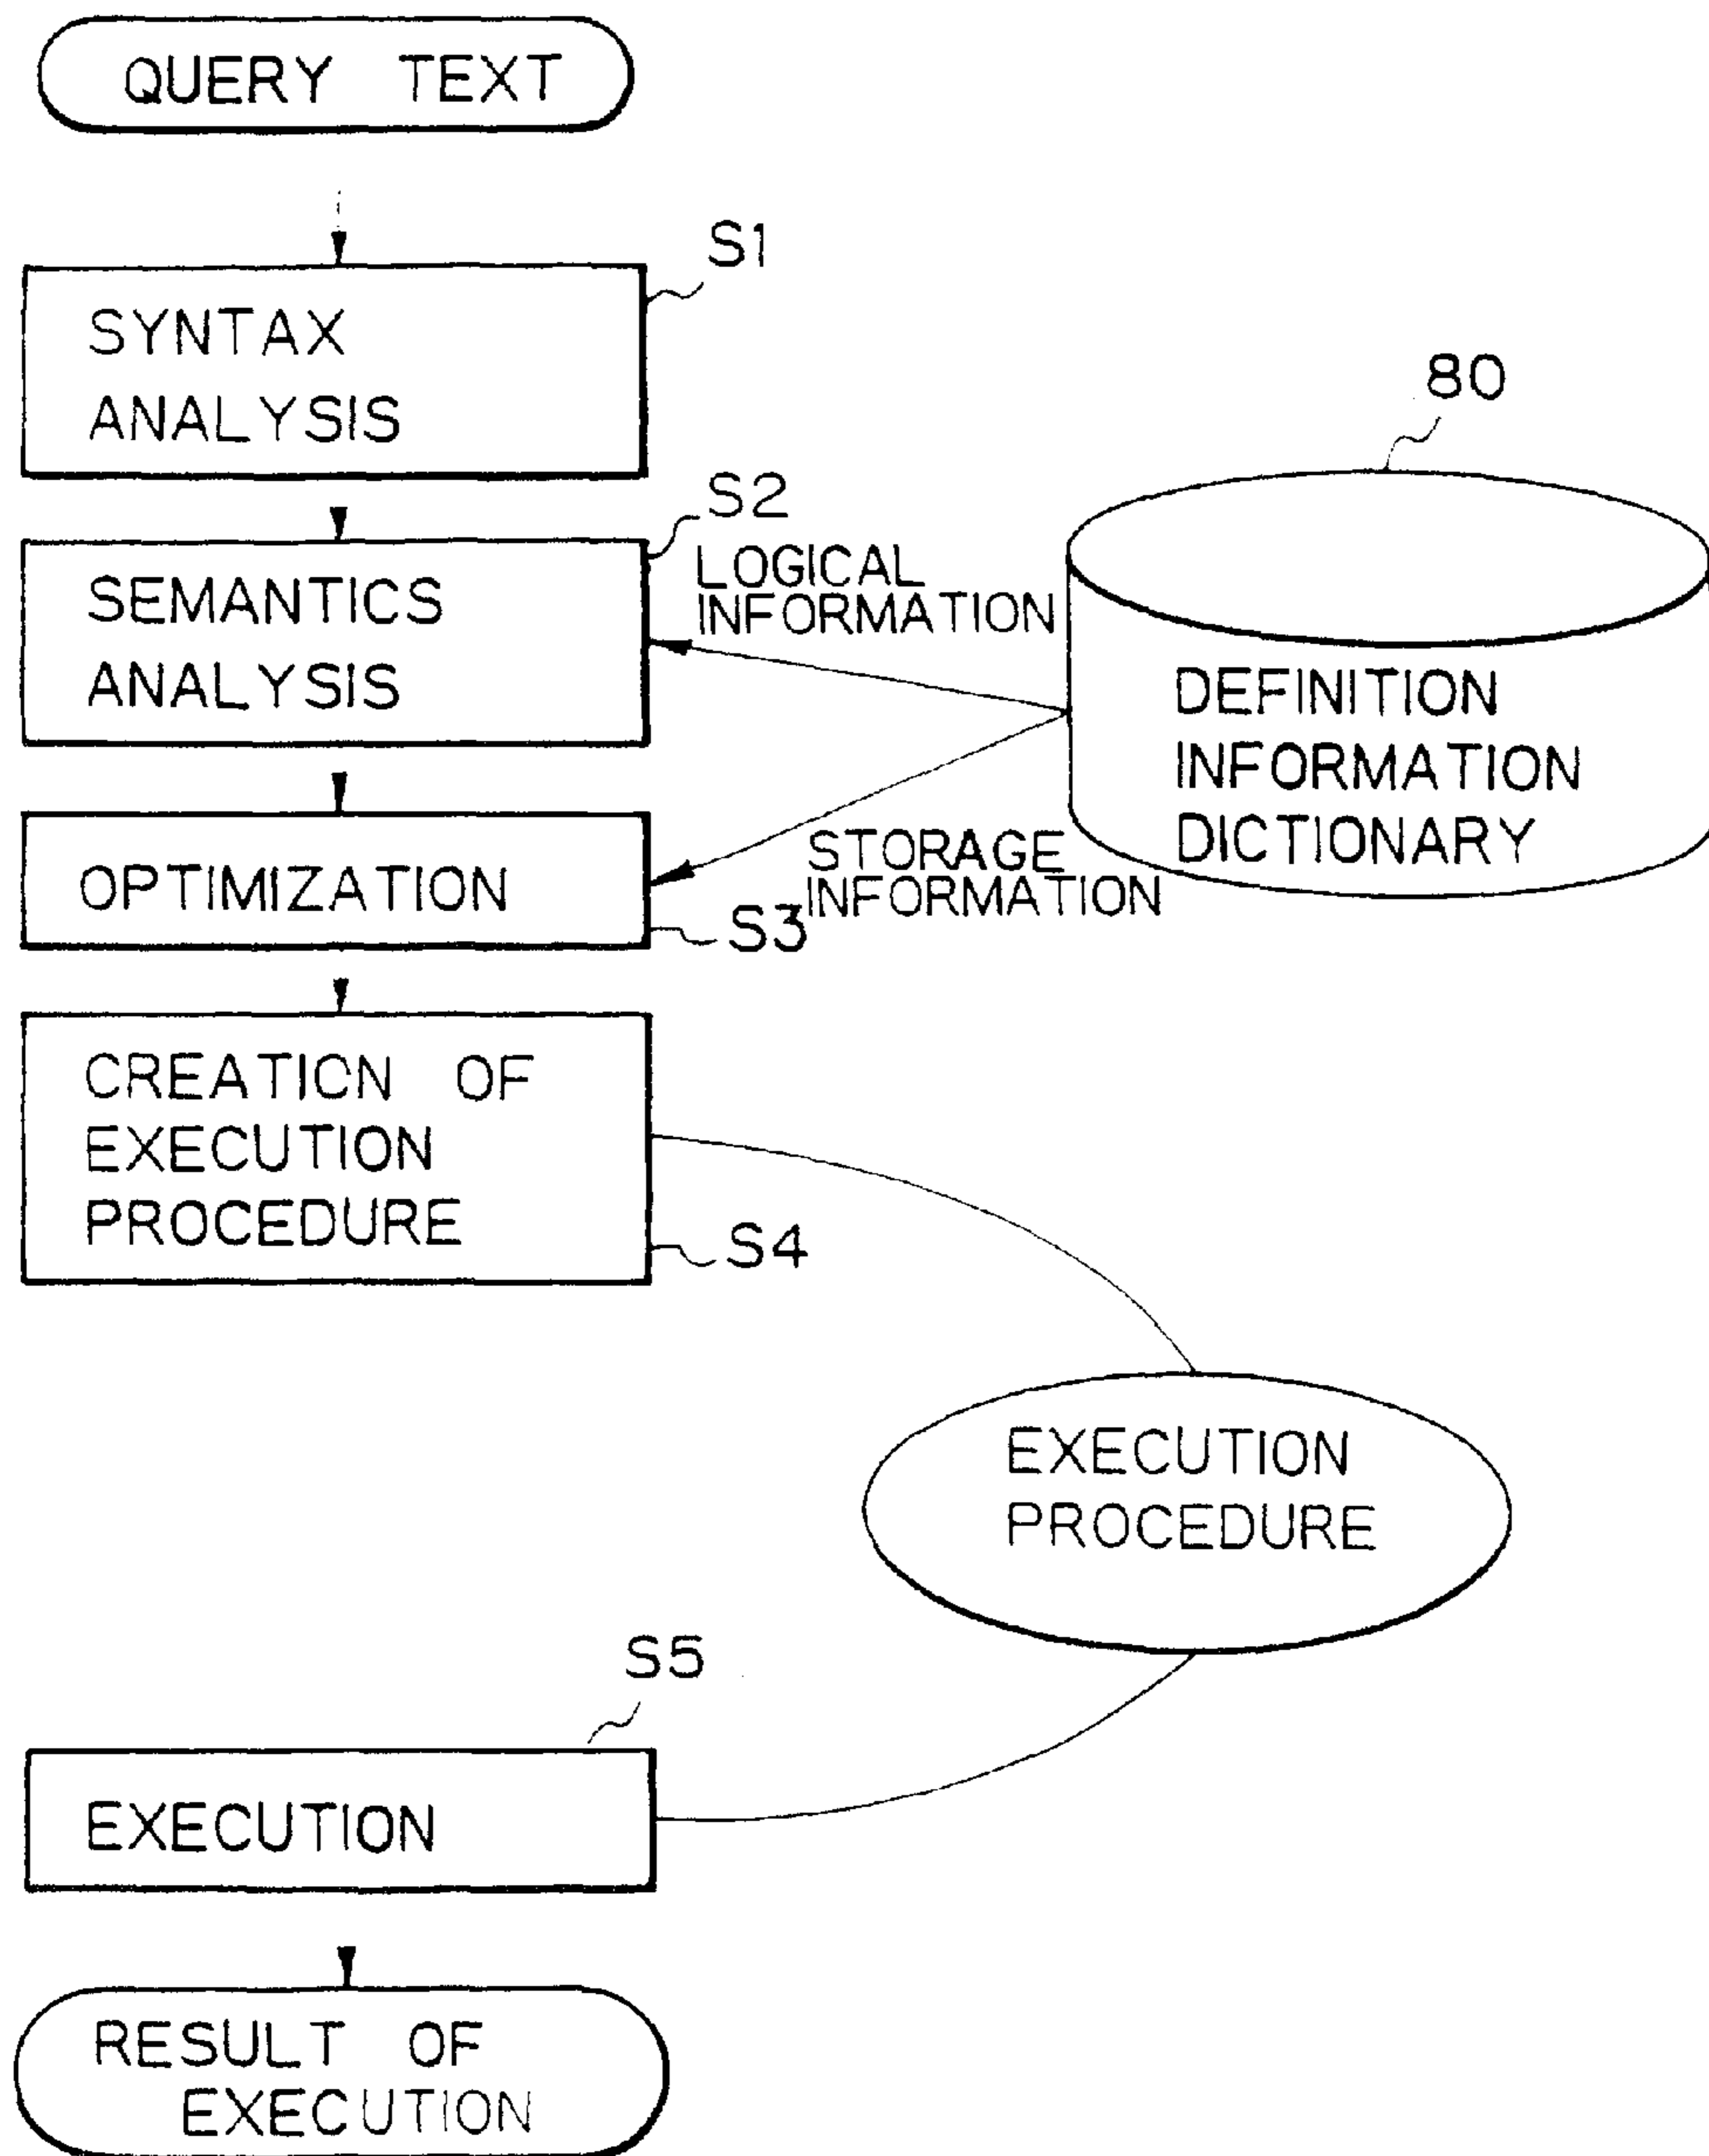 QUERY TEXT
S1
SYNTAX
ANALYSIS
80
S2
LOGICAL
INFORMATION
SEMANTICS
ANALYSIS
DEFINITION
INFORMATION
DICTIONARY
STORAGE
INFORMATION
OPTIMIZATION
S3
CREATION OF
EXECUTION
PROCEDURE
S4
EXECUTION
PROCEDURE
S5
EXECUTION
RESULT OF
EXECUTION